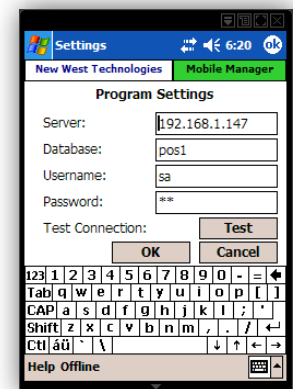 Settings 6:20 ok
New West Technologies Mobile Manager
Program Settings
Server: 192.168.1.147
Database: pos1
Username: sa
Password: **
Test Connection: Test
OK Cancel
123 1 2 3 4 5 6 7 8 9 0 - =
Tab q w e r t y u i o p [ ]
CAP a s d f g h j k l ; '
Shift z x c v b n m , . /
Ctl áü ` \
Help Offline